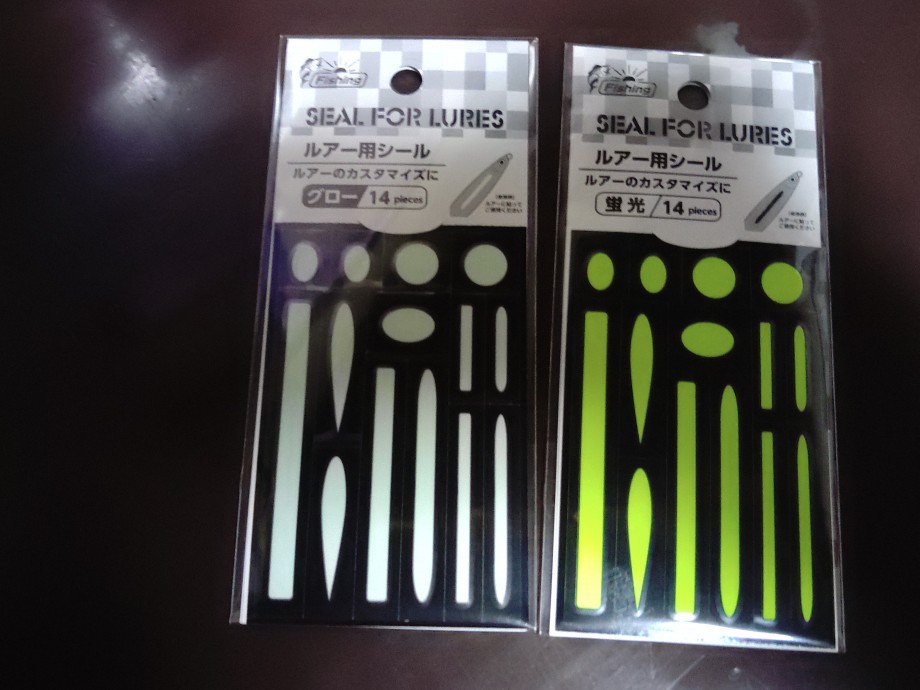 Fishing
SEAL FOR LURES
ルアー用シール
ルアーのカスタマイズに
グロー 14 pieces
Fishing
SEAL FOR LURES
ルアー用シール
ルアーのカスタマイズに
蛍光 14 pieces